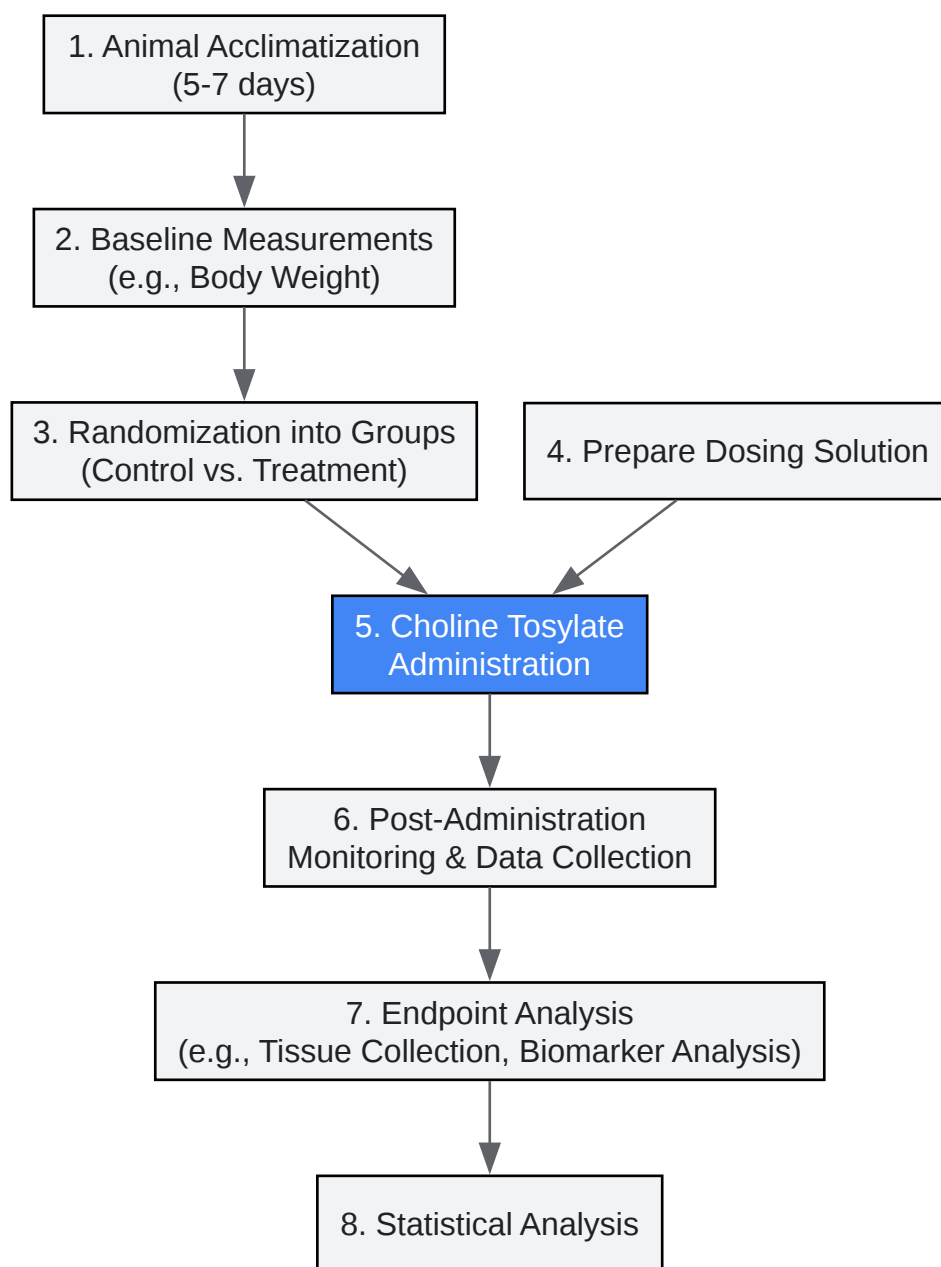 1. Animal Acclimatization
(5-7 days)
2. Baseline Measurements
(e.g., Body Weight)
3. Randomization into Groups
(Control vs. Treatment)
4. Prepare Dosing Solution
5. Choline Tosylate
Administration
6. Post-Administration
Monitoring & Data Collection
7. Endpoint Analysis
(e.g., Tissue Collection, Biomarker Analysis)
8. Statistical Analysis